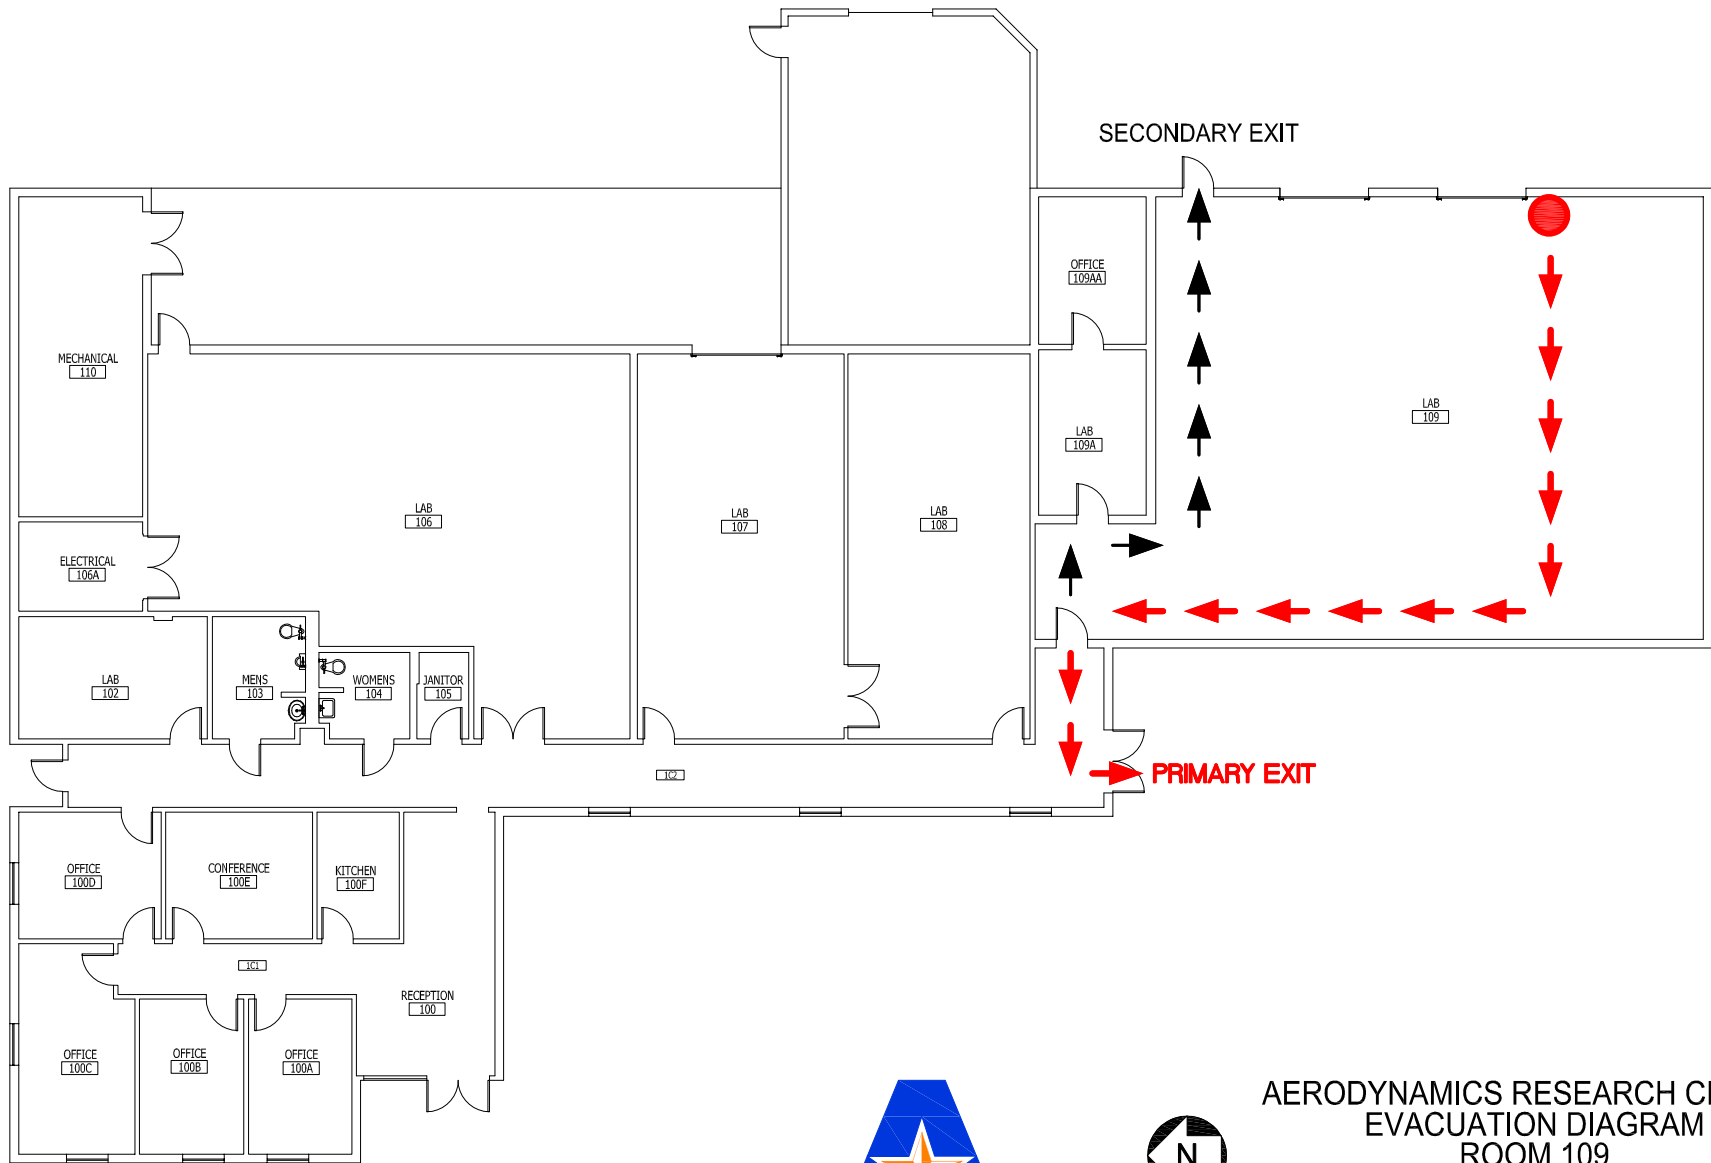 SECONDARY EXIT
OFFICE
109AA
MECHANICAL
110
LAB
109
LAB
109A
LAB
106
LAB
107
LAB
108
ELECTRICAL
106A
LAB
102
MENS
103
WOMENS
104
JANITOR
105
1C2
PRIMARY EXIT
OFFICE
100D
CONFERENCE
100E
KITCHEN
100F
1C1
RECEPTION
100
OFFICE
100C
OFFICE
100B
OFFICE
100A
AERODYNAMICS RESEARCH
EVACUATION DIAGRAM
ROOM 109
N